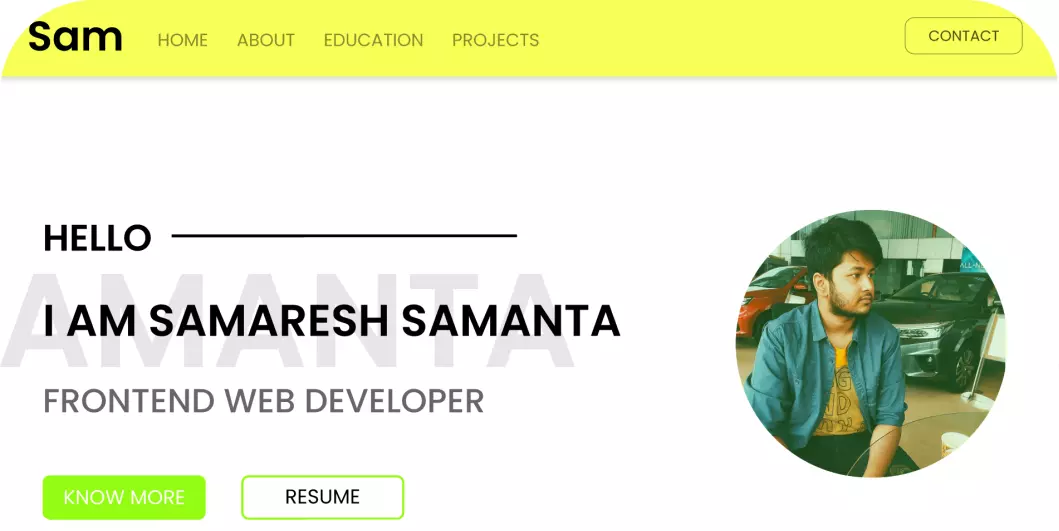 Sam HOME ABOUT EDUCATION PROJECTS CONTACT
HELLO
AMANTA
I AM SAMARESH SAMANTA
FRONTEND WEB DEVELOPER
KNOW MORE RESUME